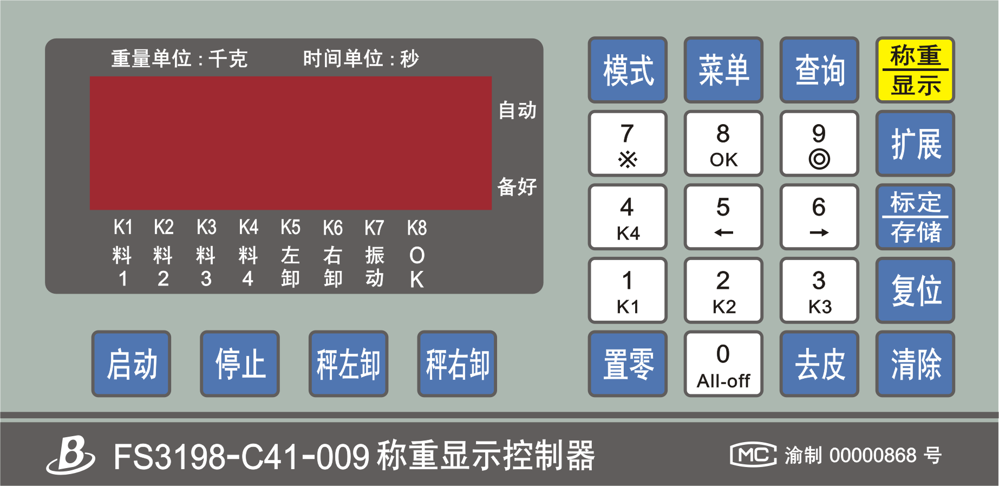 重量单位：千克 时间单位：秒
自动
备好
K1 K2 K3 K4 K5 K6 K7 K8
料1 料2 料3 料4 左卸 右卸 振动 OK
启动 停止 秤左卸 秤右卸
模式 菜单 查询 称重
显示
7 8 9 扩展
※ OK ◎
4 5 6 标定
K4 ← → 存储
1 2 3 复位
K1 K2 K3
置零 0 去皮 清除
All-off
B FS3198-C41-009 称重显示控制器 MC 渝制 00000868 号